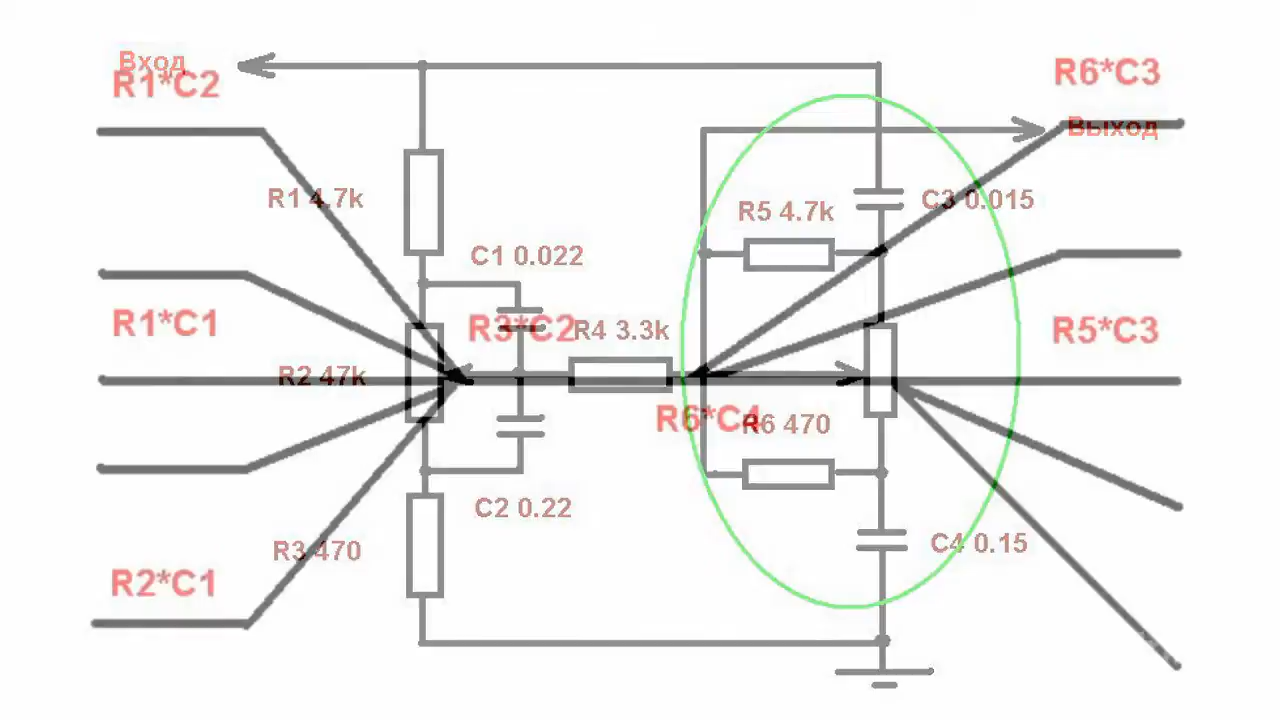 Вход
R1*C2
R6*C3
Выход
R1 4.7k
R5 4.7k
C3 0.015
C1 0.022
R1*C1
R3*C2
R4 3.3k
R5*C3
R2 47k
R6*C4
R6 470
C2 0.22
R3 470
C4 0.15
R2*C1